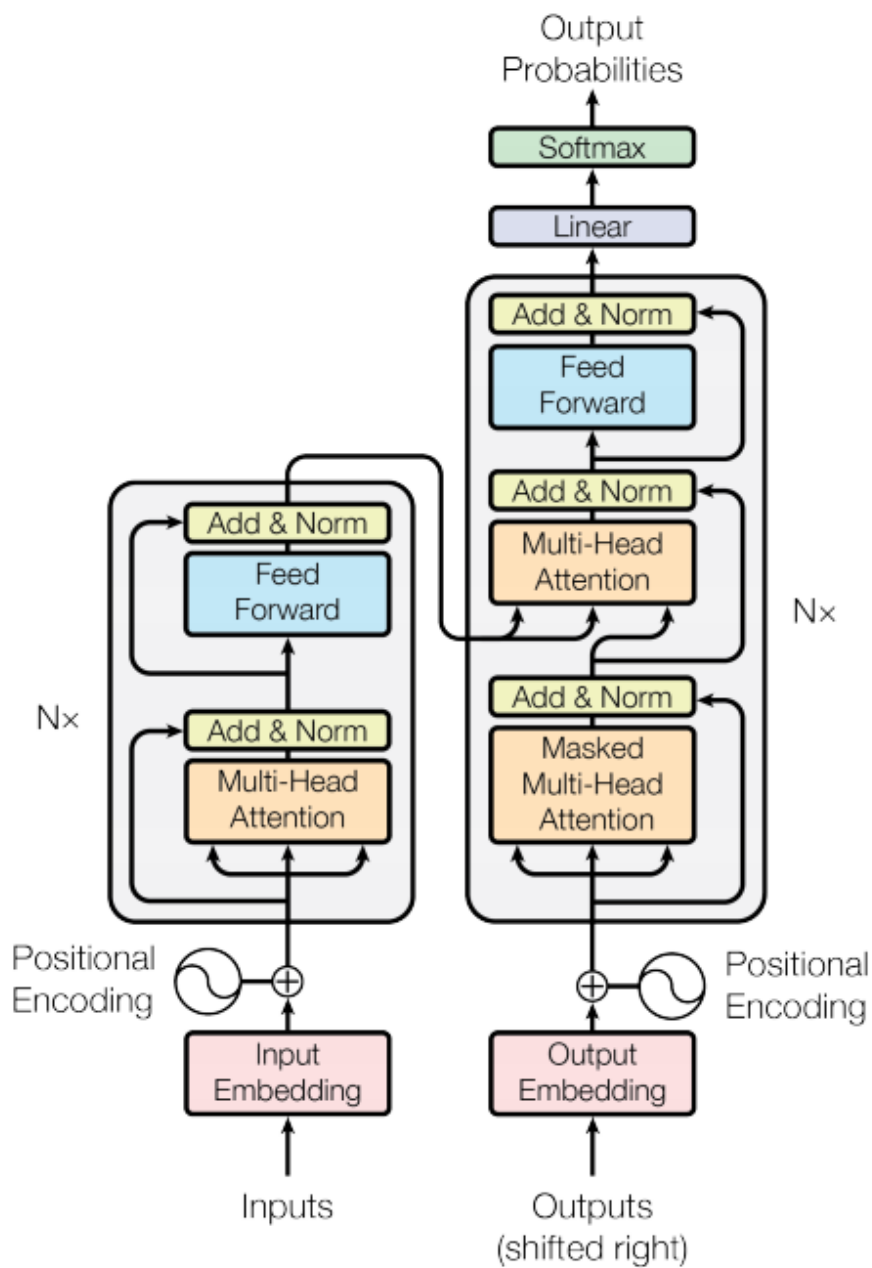 Output
Probabilities
Softmax
Linear
Add & Norm
Feed
Forward
Add & Norm
Multi-Head
Attention
Add & Norm
Masked
Multi-Head
Attention
N×
Add & Norm
Feed
Forward
Add & Norm
Multi-Head
Attention
N×
Positional
Encoding
Positional
Encoding
Input
Embedding
Output
Embedding
Inputs
Outputs
(shifted right)